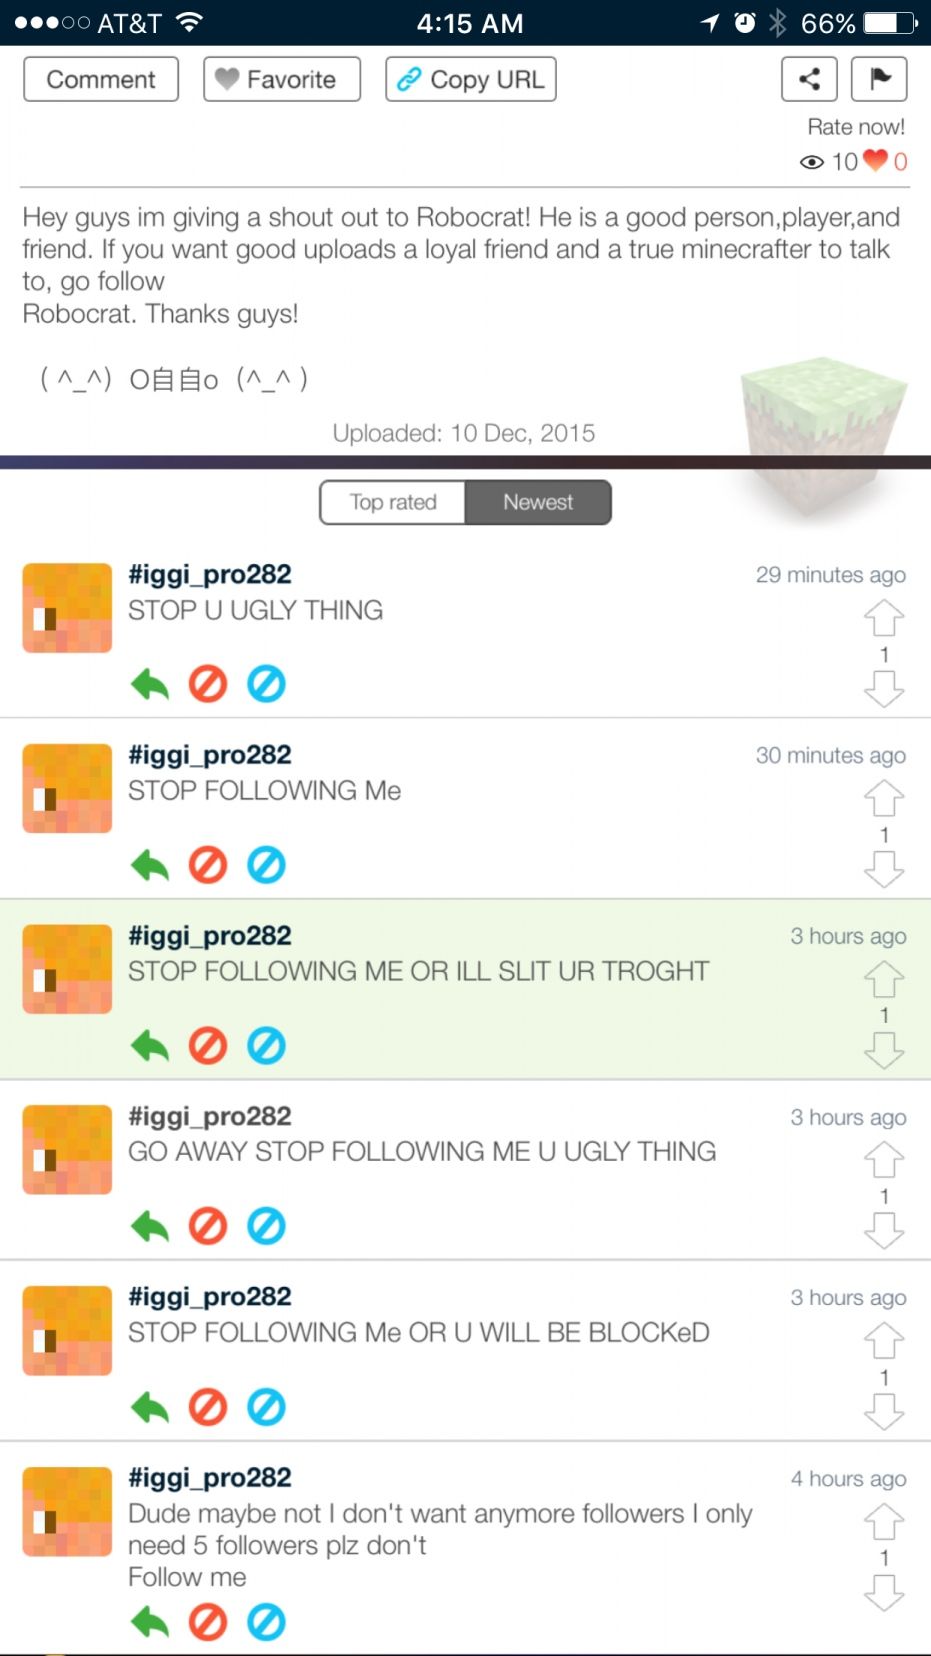 AT&T 4:15 AM 66%
Comment Favorite Copy URL
Rate now!
10 0
Hey guys im giving a shout out to Robocrat! He is a good person,player,and
friend. If you want good uploads a loyal friend and a true minecrafter to talk
to, go follow
Robocrat. Thanks guys!
( ^_^) O自自o (^_^ )
Uploaded: 10 Dec, 2015
Top rated Newest
#iggi_pro282 29 minutes ago
STOP U UGLY THING
1
#iggi_pro282 30 minutes ago
STOP FOLLOWING Me
1
#iggi_pro282 3 hours ago
STOP FOLLOWING ME OR ILL SLIT UR TROGHT
1
#iggi_pro282 3 hours ago
GO AWAY STOP FOLLOWING ME U UGLY THING
1
#iggi_pro282 3 hours ago
STOP FOLLOWING Me OR U WILL BE BLOCKeD
1
#iggi_pro282 4 hours ago
Dude maybe not I don't want anymore followers I only
need 5 followers plz don't
Follow me
1